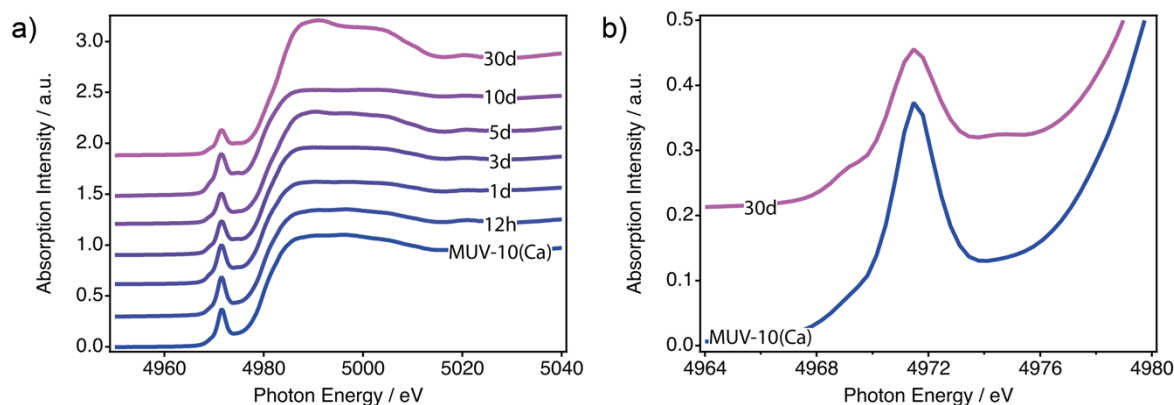 a)
Absorption Intensity / a.u.
3.0
2.5
2.0
1.5
1.0
0.5
0.0
30d
10d
5d
3d
1d
12h
MUV-10(Ca)
4960
4980
5000
5020
5040
Photon Energy / eV
b)
Absorption Intensity / a.u.
0.5
0.4
0.3
0.2
0.1
0.0
30d
MUV-10(Ca)
4964
4968
4972
4976
4980
Photon Energy / eV